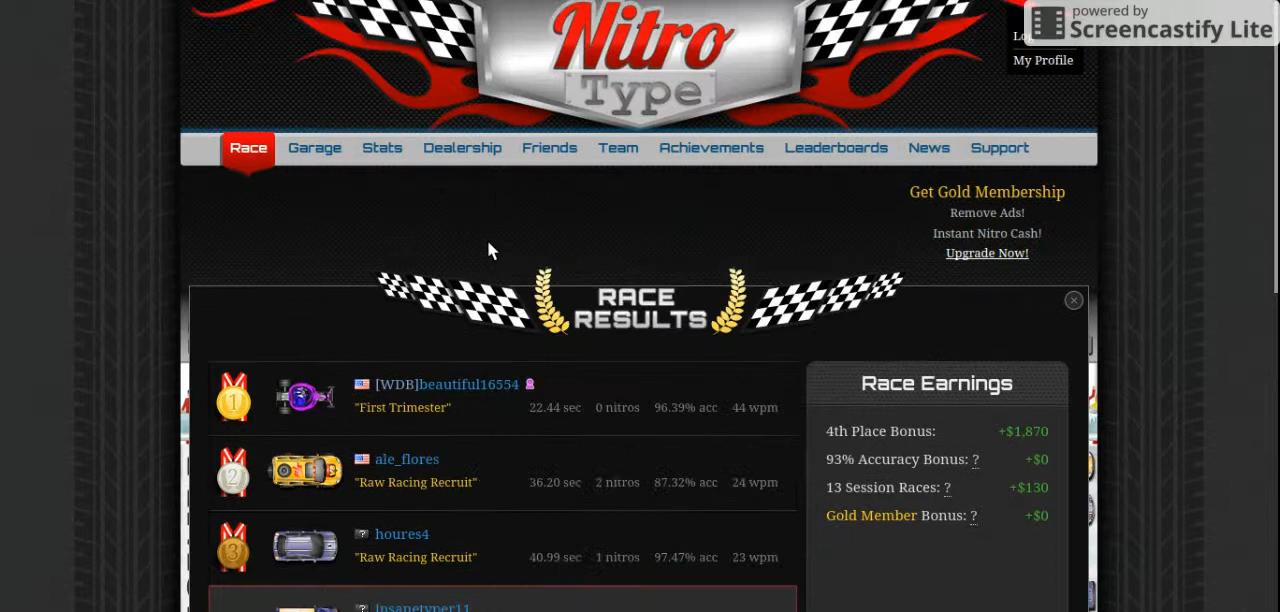 powered by
Screencastify Lite
Nitro
Type
My Profile
Race Garage Stats Dealership Friends Team Achievements Leaderboards News Support
Get Gold Membership
Remove Ads!
Instant Nitro Cash!
Upgrade Now!
RACE
RESULTS
1 [WDB]beautiful16554
"First Trimester" 22.44 sec 0 nitros 96.39% acc 44 wpm
2 ale_flores
"Raw Racing Recruit" 36.20 sec 2 nitros 87.32% acc 24 wpm
3 houres4
"Raw Racing Recruit" 40.99 sec 1 nitros 97.47% acc 23 wpm
Insanetyper11
Race Earnings
4th Place Bonus: +$1,870
93% Accuracy Bonus: ? +$0
13 Session Races: ? +$130
Gold Member Bonus: ? +$0